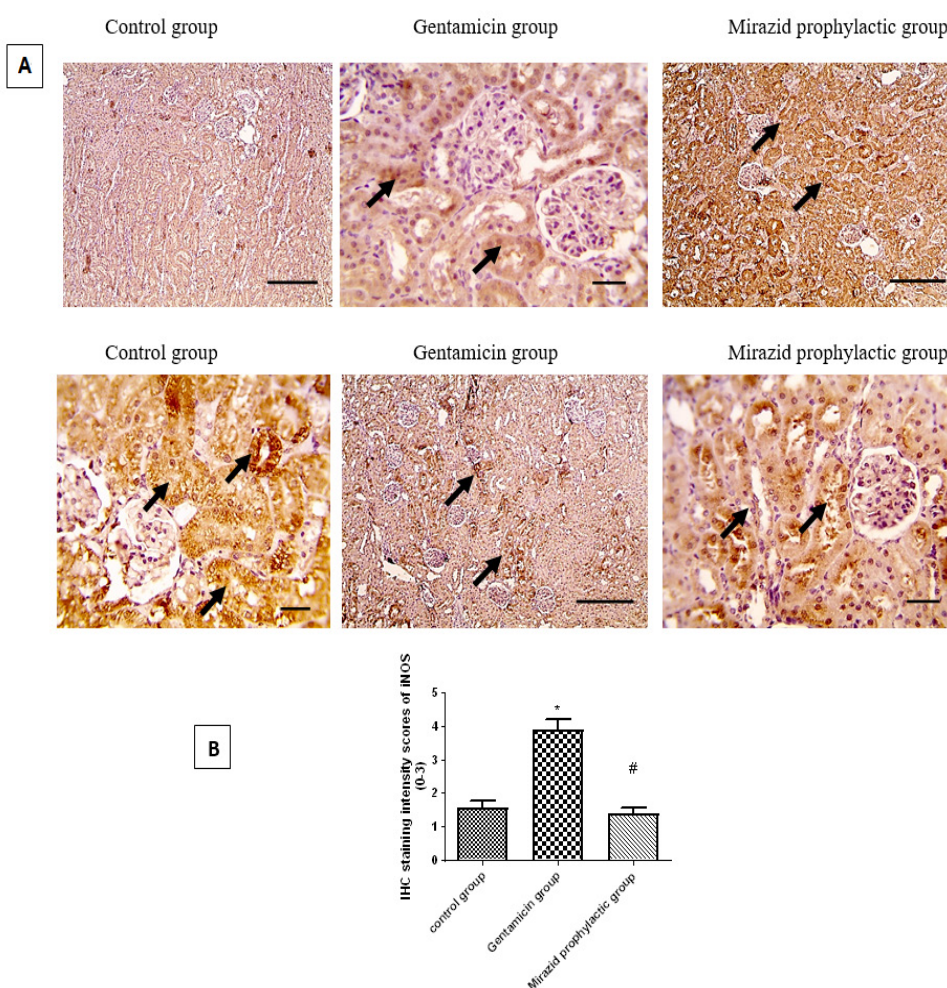 Control group
Gentamicin group
Mirazid prophylactic group
A
Control group
Gentamicin group
Mirazid prophylactic group
B
IHC staining intensity scores of iNOS
(0-3)
5
4
3
2
1
0
*
#
control group
Gentamicin group
Mirazid prophylactic group